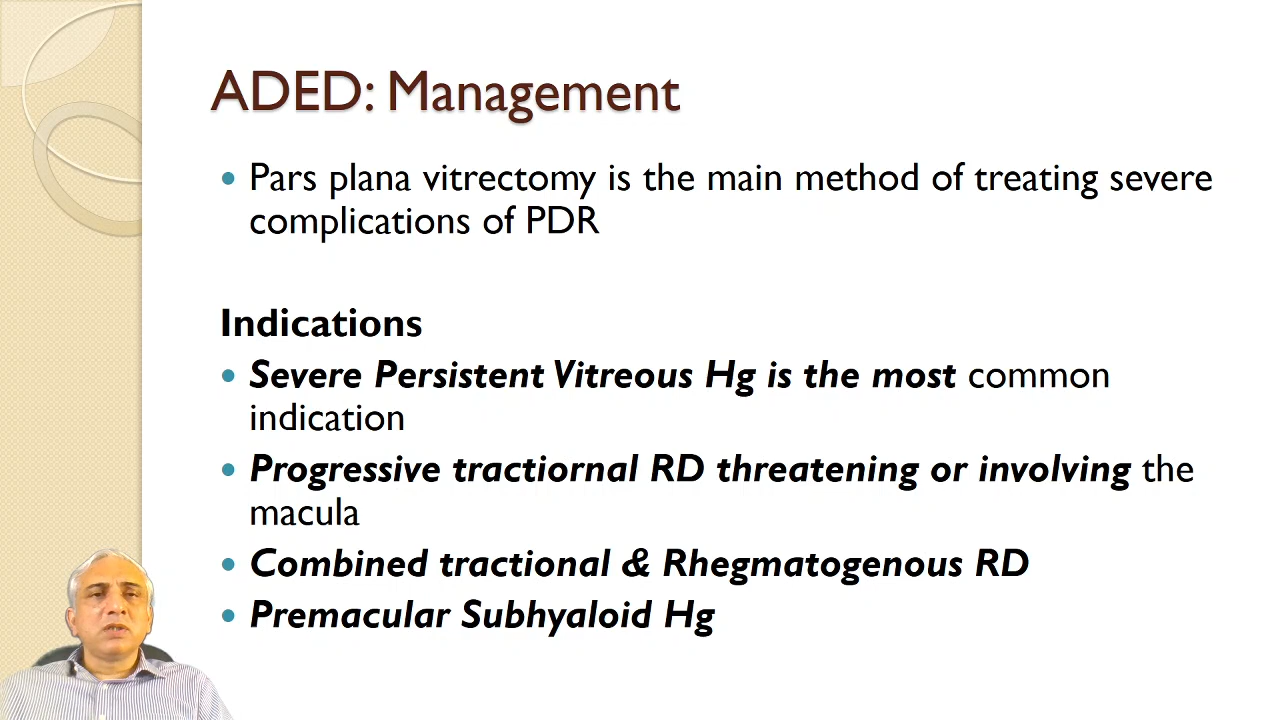 ADED: Management
Pars plana vitrectomy is the main method of treating severe
complications of PDR
Indications
Severe Persistent Vitreous Hg is the most common
indication
Progressive tractiornal RD threatening or involving the
macula
Combined tractional & Rhegmatogenous RD
Premacular Subhyaloid Hg